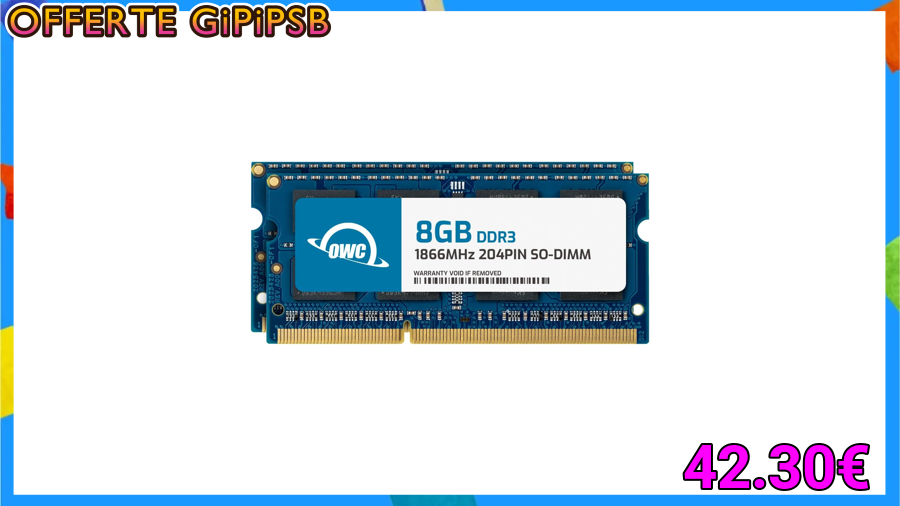 OFFERTE GiPiPSB
OWC
8GB DDR3
1866MHz 204PIN SO-DIMM
WARRANTY VOID IF REMOVED
42.30€